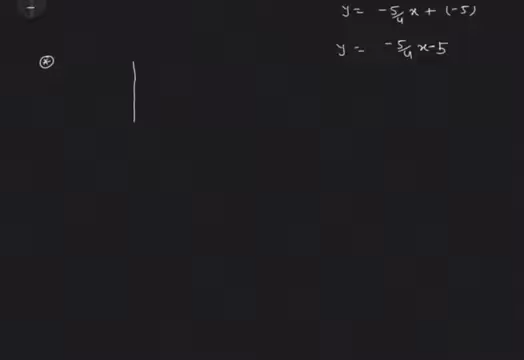 y = -5/4 x + (-5)
y = -5/4 x - 5